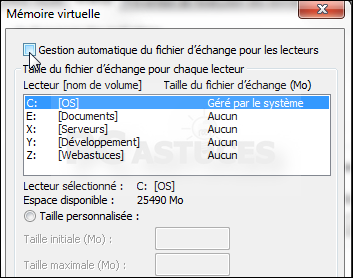 Mémoire virtuelle
Gestion automatique du fichier d'échange pour les lecteurs
Taille du fichier d'échange pour chaque lecteur
Lecteur [nom de volume] Taille du fichier d'échange (Mo)
C: [OS] Géré par le système
E: [Documents] Aucun
X: [Serveurs] Aucun
Y: [Développement] Aucun
Z: [Webastuces] Aucun
Lecteur sélectionné : C: [OS]
Espace disponible : 25490 Mo
Taille personnalisée :
Taille initiale (Mo) :
Taille maximale (Mo) :